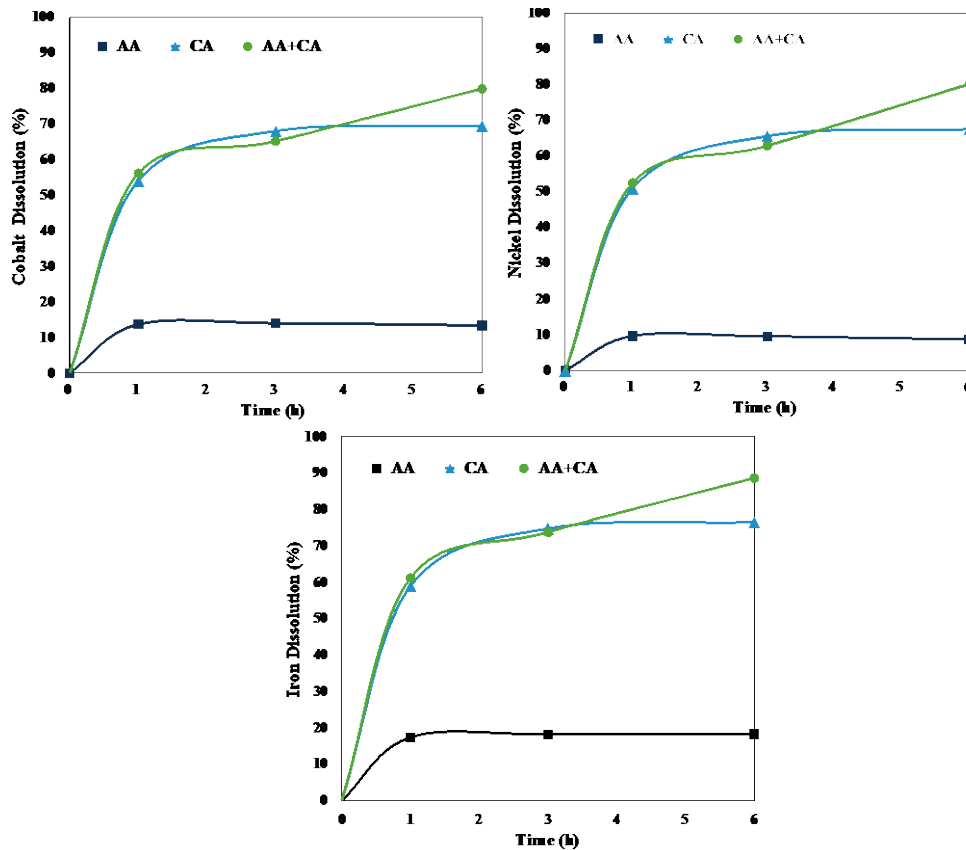 Cobalt Dissolution (%)
100
90
80
70
60
50
40
30
20
10
0
AA CA AA+CA
0 1 2 3 4 5 6
Time (h)
Nickel Dissolution (%)
100
90
80
70
60
50
40
30
20
10
0
AA CA AA+CA
0 1 2 3 4 5 6
Time (h)
Iron Dissolution (%)
100
90
80
70
60
50
40
30
20
10
0
AA CA AA+CA
0 1 2 3 4 5 6
Time (h)